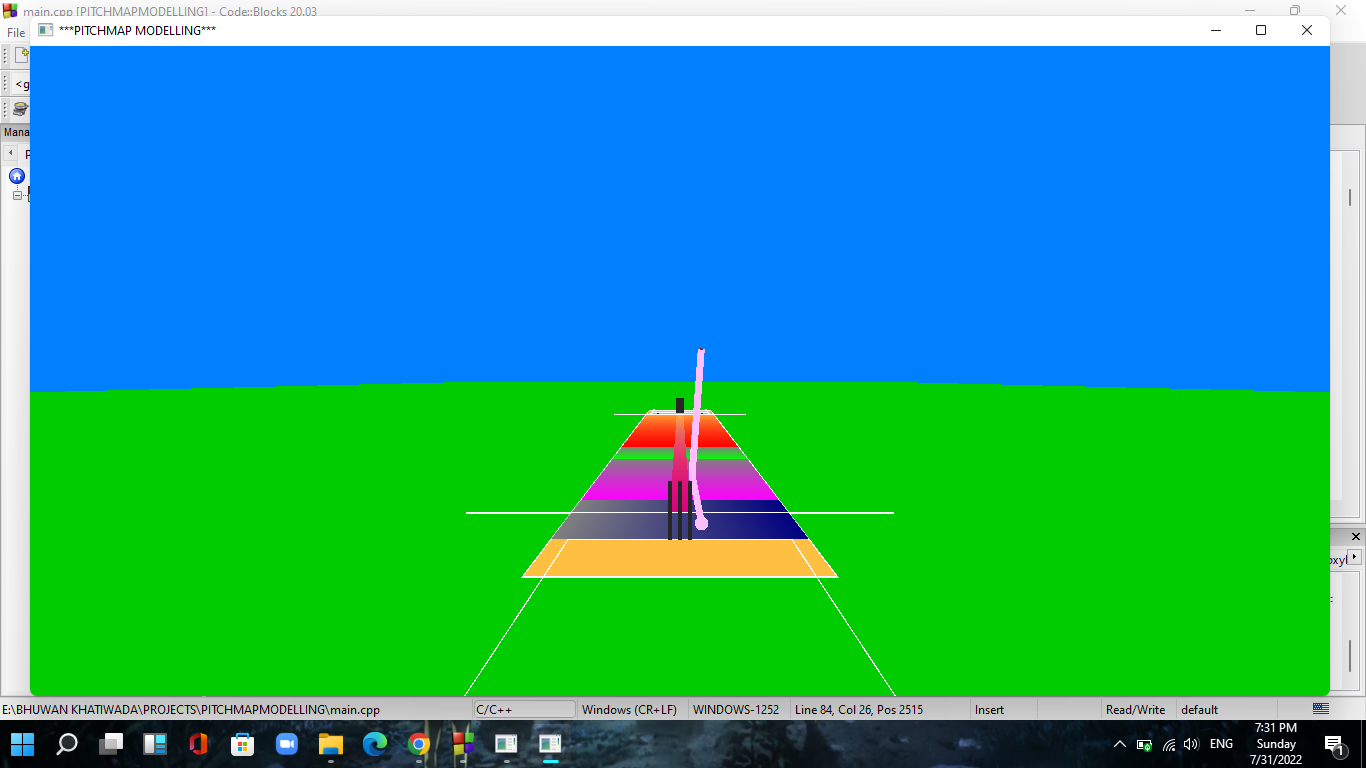 main.cpp [PITCHMAPMODELLING] - Code::Blocks 20.03
File
***PITCHMAP MODELLING***
<g
Mana
P
oxyl
E:\BHUWAN KHATIWADA\PROJECTS\PITCHMAPMODELLING\main.cpp
C/C++
Windows (CR+LF)
WINDOWS-1252
Line 84, Col 26, Pos 2515
Insert
Read/Write
default
ENG
7:31 PM
Sunday
7/31/2022
1